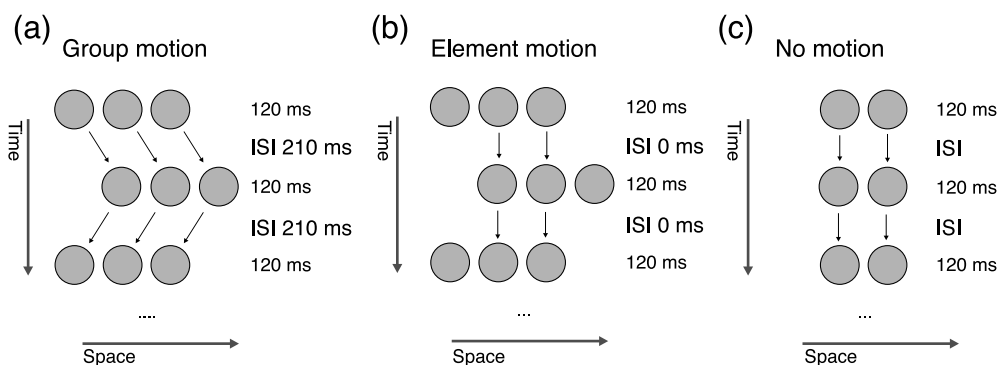 (a)
Group motion
Time
120 ms
ISI 210 ms
120 ms
ISI 210 ms
120 ms
....
Space
(b)
Element motion
Time
120 ms
ISI 0 ms
120 ms
ISI 0 ms
120 ms
...
Space
(c)
No motion
Time
120 ms
ISI
120 ms
ISI
120 ms
...
Space